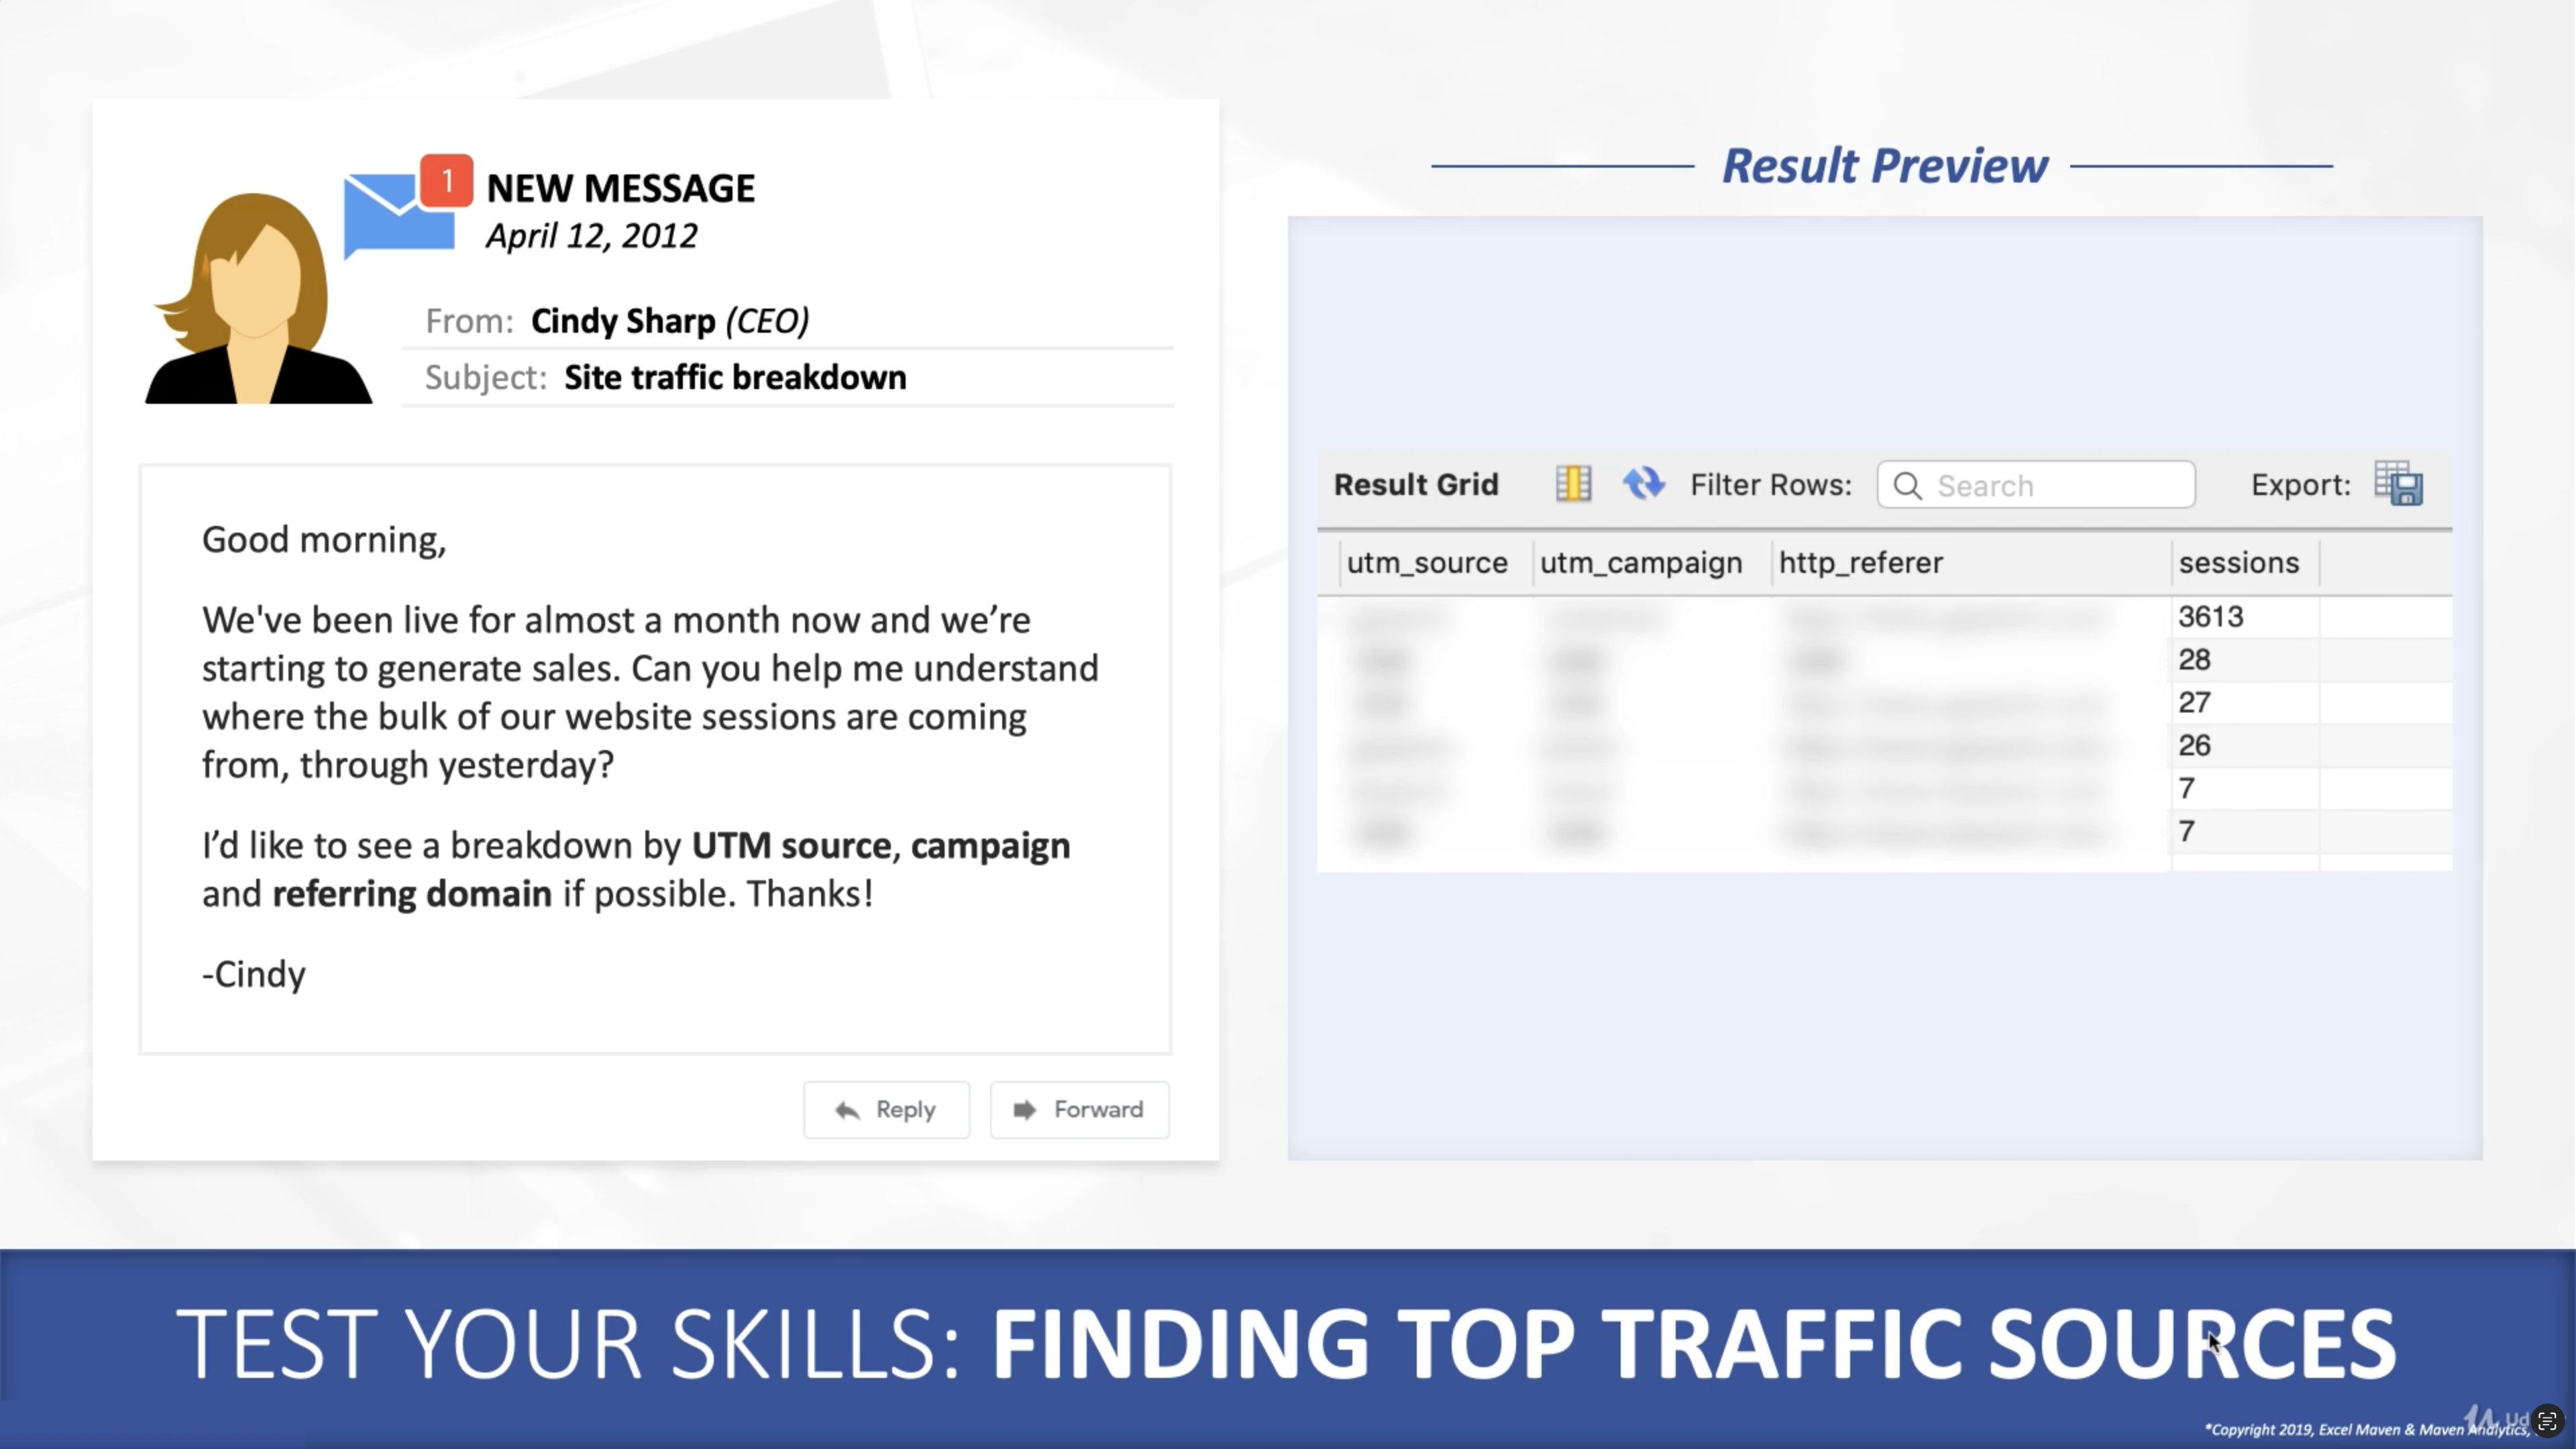 1
NEW MESSAGE
April 12, 2012
From: Cindy Sharp (CEO)
Subject: Site traffic breakdown
Good morning,
We've been live for almost a month now and we’re
starting to generate sales. Can you help me understand
where the bulk of our website sessions are coming
from, through yesterday?
I’d like to see a breakdown by UTM source, campaign
and referring domain if possible. Thanks!
-Cindy
Reply Forward
Result Preview
Result Grid Filter Rows: Search Export:
utm_source utm_campaign http_referer sessions
3613
28
27
26
7
7
TEST YOUR SKILLS: FINDING TOP TRAFFIC SOURCES
*Copyright 2019, Excel Maven & Maven Analytics,